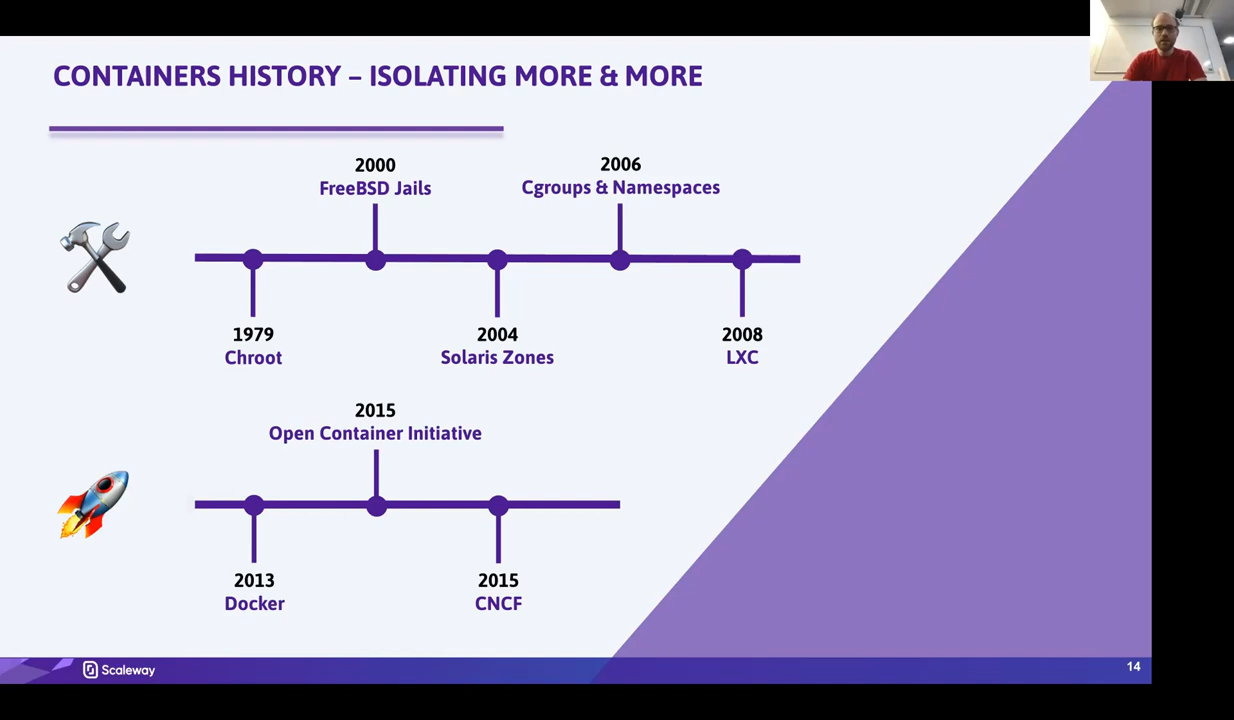 CONTAINERS HISTORY – ISOLATING MORE & MORE
2000
FreeBSD Jails
2006
Cgroups & Namespaces
1979
Chroot
2004
Solaris Zones
2008
LXC
2015
Open Container Initiative
2013
Docker
2015
CNCF
Scaleway
14